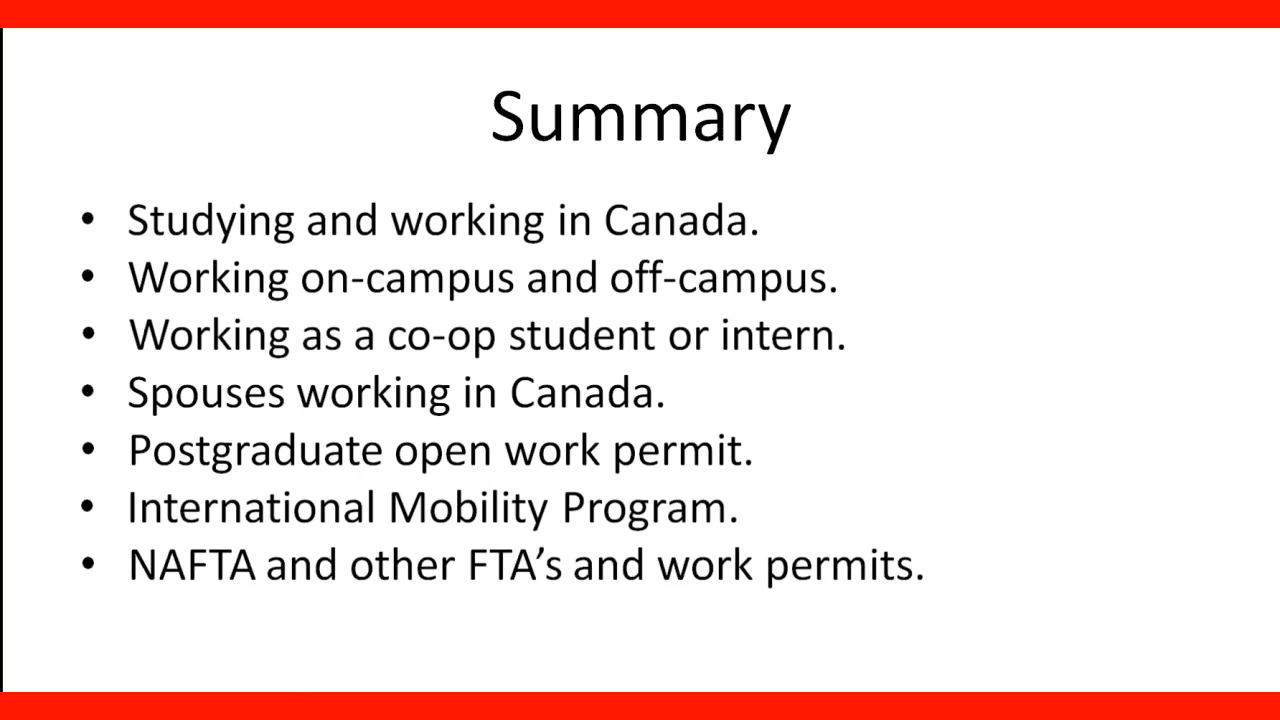 Summary
• Studying and working in Canada.
• Working on-campus and off-campus.
• Working as a co-op student or intern.
• Spouses working in Canada.
• Postgraduate open work permit.
• International Mobility Program.
• NAFTA and other FTA’s and work permits.